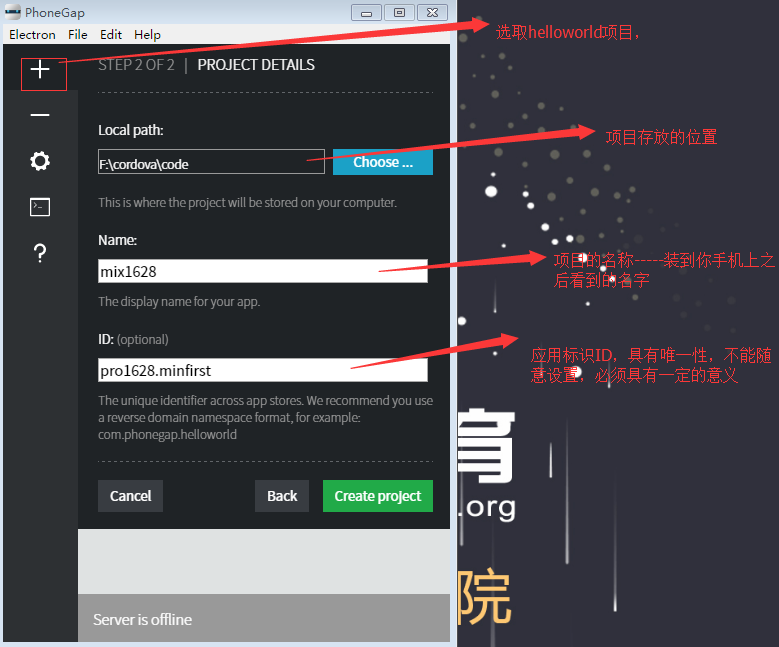 PhoneGap
Electron File Edit Help
选取helloworld项目，
STEP 2 OF 2 | PROJECT DETAILS
Local path:
项目存放的位置
F:\cordova\code
Choose ...
This is where the project will be stored on your computer.
Name:
mix1628
项目的名称-----装到你手机上之
后看到的名字
The display name for your app.
ID: (optional)
pro1628.minfirst
应用标识ID，具有唯一性，不能随
意设置，必须具有一定的意义
The unique identifier across app stores. We recommend you use
a reverse domain namespace format, for example:
com.phonegap.helloworld
育
.org
Cancel
Back
Create project
院
Server is offline